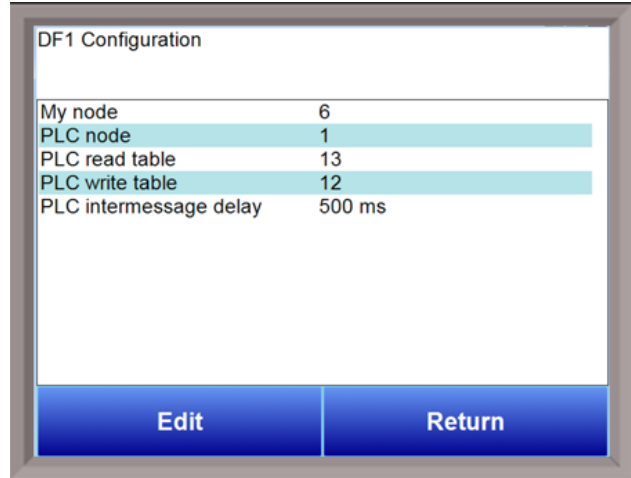 DF1 Configuration
My node 6
PLC node 1
PLC read table 13
PLC write table 12
PLC intermessage delay 500 ms
Edit Return